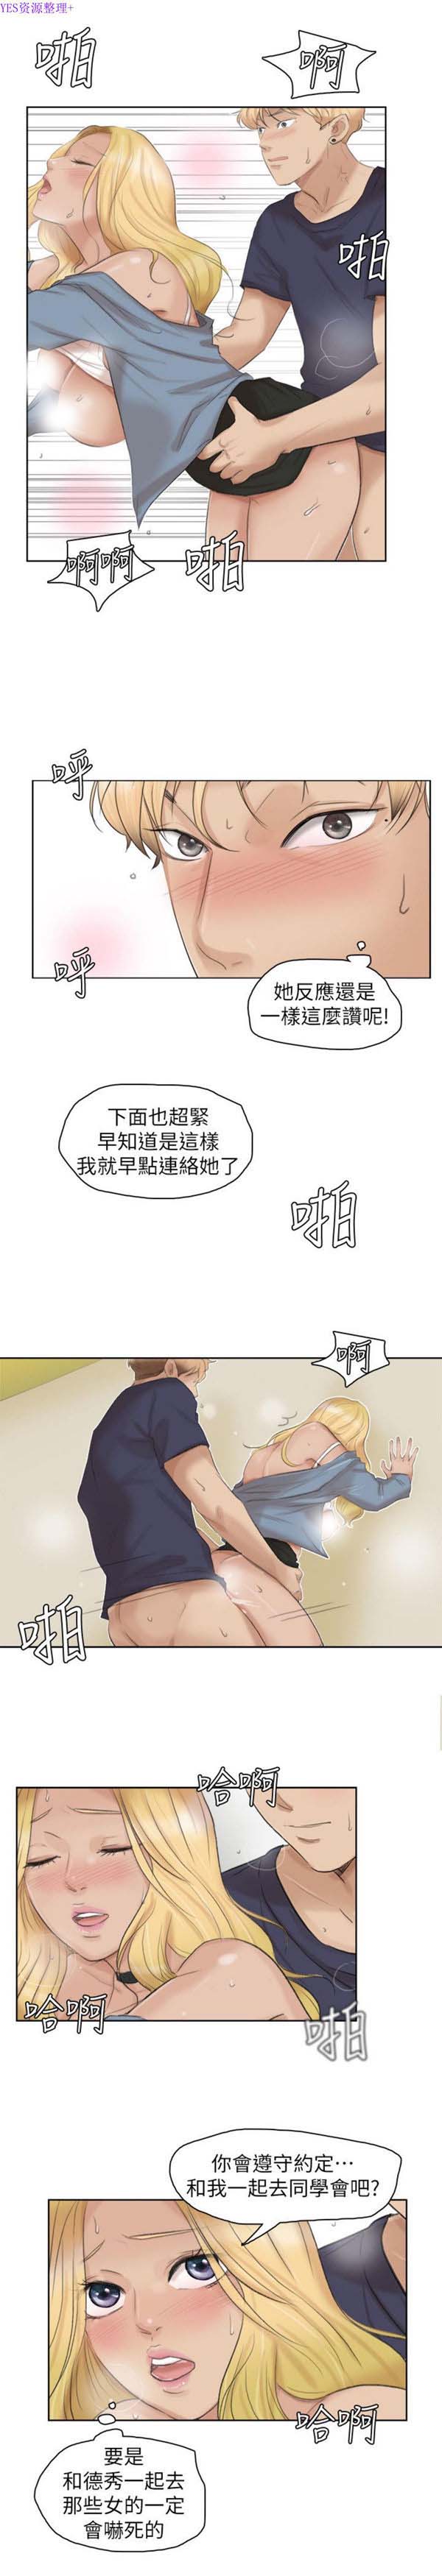 YES资源整理+
啪
啊
啪
啊啊
啪
呼
呼
她反應還是
一樣這麼讚呢!
下面也超緊
早知道是這樣
我就早點連絡她了
啪
啊
啪
哈啊
哈啊
啪
你會遵守約定…
和我一起去同學會吧?
哈啊
要是
和德秀一起去
那些女的一定
會嚇死的